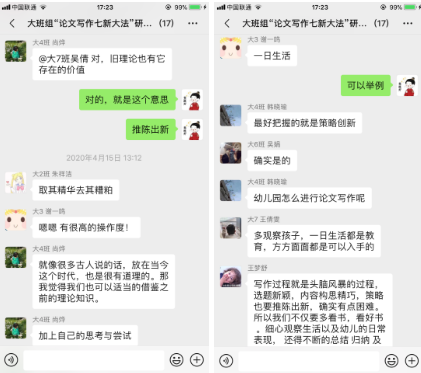 中国联通
17:23
99%
大班组“论文写作七新大法”研... (17)
大4班 尚烨
@大7班吴倩 对，旧理论也有它
存在的价值
对的，就是这个意思
推陈出新
2020年4月15日 13:12
大2班 朱祥洁
取其精华去其糟粕
大3 谢一鸣
嗯嗯 有很高的操作度！
大4班 尚烨
就像很多古人说的话，放在当今
这个时代，也是很有道理的。那
我觉得我们也可以适当的借鉴之
前的理论知识。
大4班 尚烨
加上自己的思考与尝试
中国联通
17:23
99%
大班组“论文写作七新大法”研... (17)
大3 谢一鸣
一日生活
可以举例
大4班 韩晓璇
最好把握的就是策略创新
大6班 吴娟
确实是的
大4班 韩晓璇
幼儿园怎么进行论文写作呢
大7 王倩雯
多观察孩子，一日生活都是教
育，方方面面都是可以入手的
王梦舒
写作过程就是头脑风暴的过程，
选题新颖，内容构思精巧，策略
也要推陈出新，确实有点困难。
所以我们不仅要多看书，看好书
。细心观察生活以及幼儿的日常
表现， 还得不断的总结 归纳 及